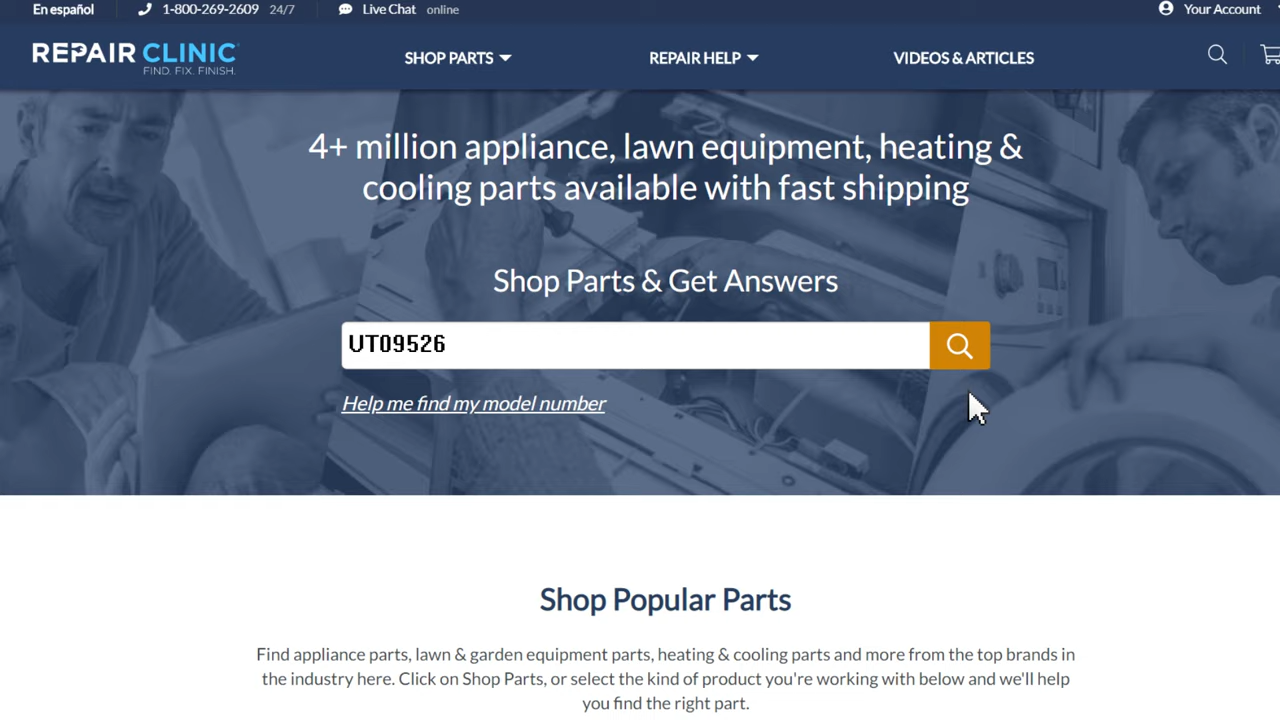 En español 1-800-269-2609 24/7 Live Chat online Your Account
REPAIR CLINIC
FIND. FIX. FINISH.
SHOP PARTS REPAIR HELP VIDEOS & ARTICLES
4+ million appliance, lawn equipment, heating &
cooling parts available with fast shipping
Shop Parts & Get Answers
UT09526
Help me find my model number
Shop Popular Parts
Find appliance parts, lawn & garden equipment parts, heating & cooling parts and more from the top brands in
the industry here. Click on Shop Parts, or select the kind of product you're working with below and we'll help
you find the right part.